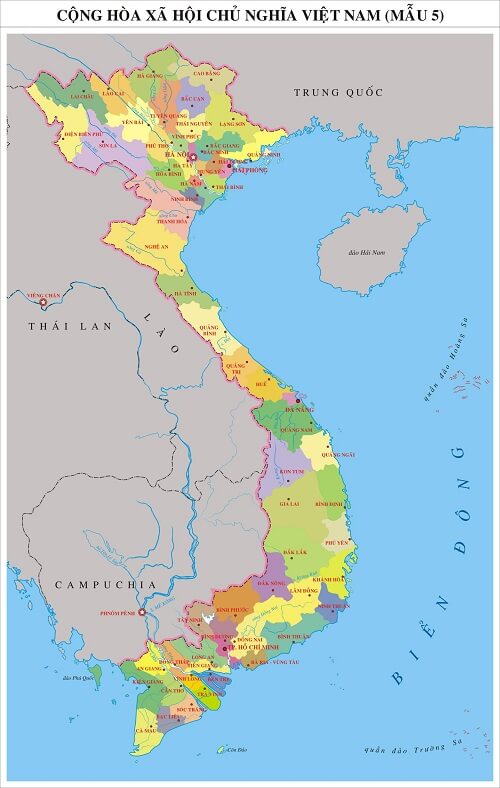 CỘNG HÒA XÃ HỘI CHỦ NGHĨA VIỆT NAM (MẪU 5)
HÀ GIANG
CAO BẰNG
LAI CHÂU
LÀO CAI
TRUNG QUỐC
BẮC CẠN
TUYÊN QUANG
YÊN BÁI
THÁI NGUYÊN
LẠNG SƠN
ĐIỆN BIÊN PHỦ
VĨNH PHÚC
SƠN LA
PHÚ THỌ
BẮC GIANG
HÀ NỘI
BẮC NINH
QUẢNG NINH
HÀ TÂY
HẢI PHÒNG
HÒA BÌNH
HƯNG YÊN
HÀ NAM
THÁI BÌNH
NINH BÌNH
THANH HÓA
NGHỆ AN
đảo Hải Nam
HÀ TĨNH
VIÊNG CHĂN
THÁI LAN
LÀO
QUẢNG BÌNH
quần đảo Hoàng Sa
QUẢNG TRỊ
HUẾ
ĐÀ NẴNG
QUẢNG NAM
QUẢNG NGÃI
KON TUM
GIA LAI
BÌNH ĐỊNH
BIỂN ĐÔNG
PHÚ YÊN
ĐẮK LẮK
CAMPUCHIA
ĐẮK NÔNG
KHÁNH HÒA
LÂM ĐỒNG
PHNÔM PÊNH
BÌNH PHƯỚC
NINH THUẬN
TÂY NINH
BÌNH DƯƠNG
ĐỒNG NAI
BÌNH THUẬN
TP. HỒ CHÍ MINH
LONG AN
ĐỒNG THÁP
TIỀN GIANG
BÀ RỊA - VŨNG TÀU
AN GIANG
đảo Phú Quốc
VĨNH LONG
BẾN TRE
KIÊN GIANG
CẦN THƠ
TRÀ VINH
SÓC TRĂNG
BẠC LIÊU
CÀ MAU
Côn Đảo
quần đảo Trường Sa